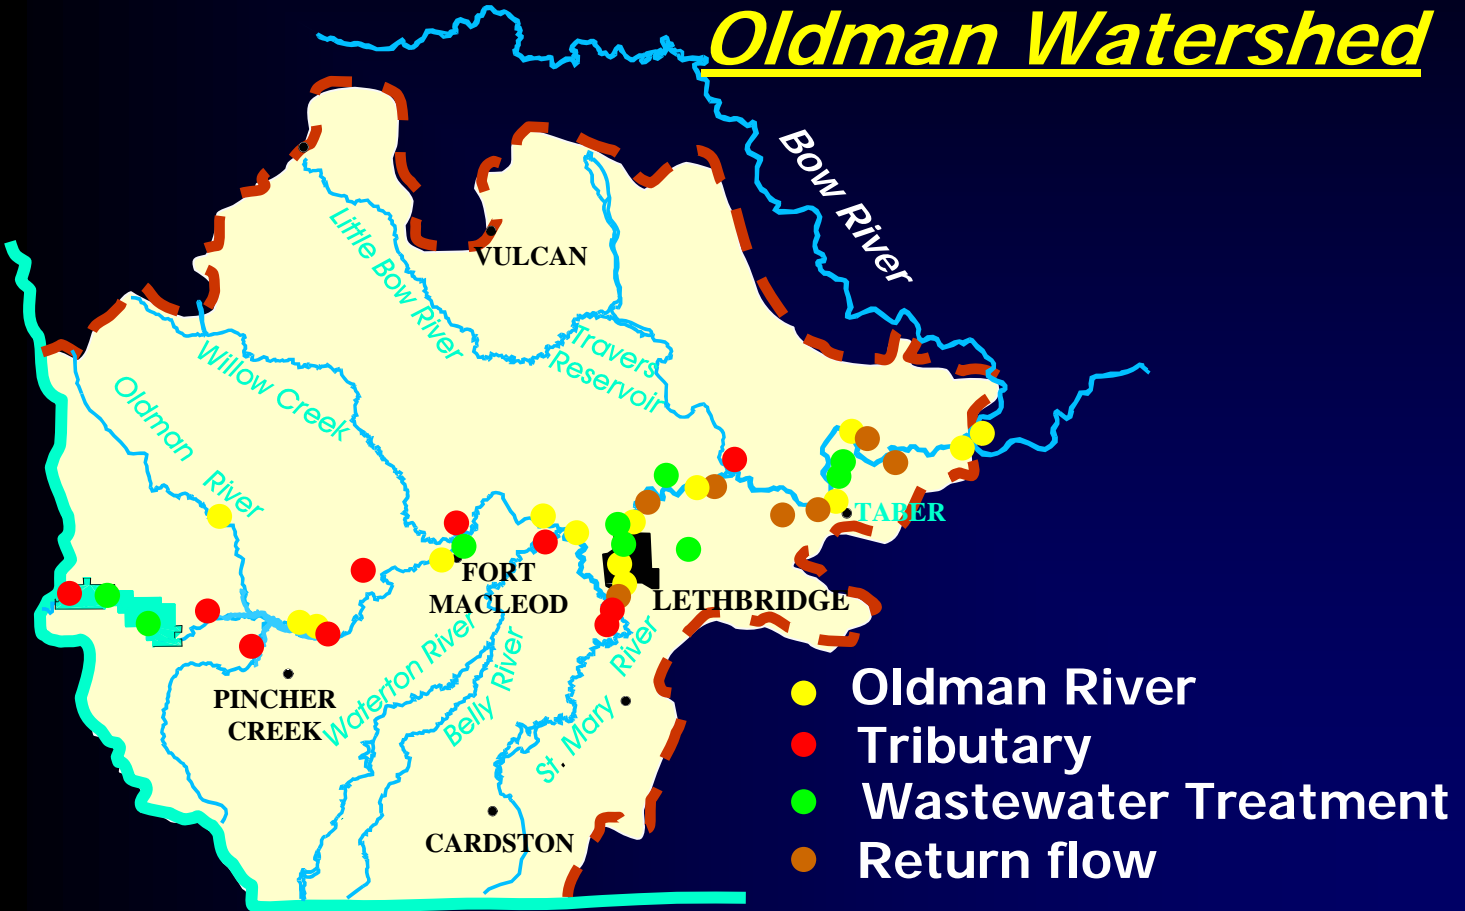 Oldman Watershed
Bow River
Little Bow River
VULCAN
Travers
Reservoir
Willow Creek
Oldman
River
TABER
FORT
MACLEOD
LETHBRIDGE
Waterton River
Belly River
St. Mary River
PINCHER
CREEK
CARDSTON
Oldman River
Tributary
Wastewater Treatment
Return flow